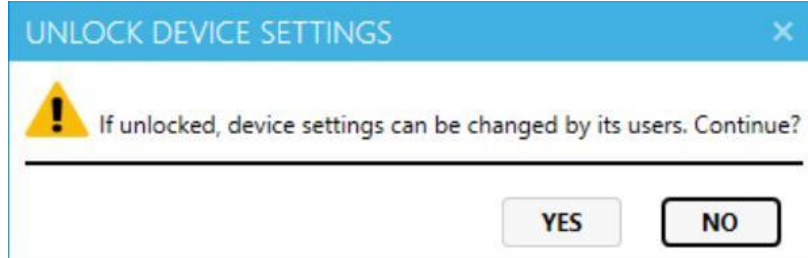 UNLOCK DEVICE SETTINGS
If unlocked, device settings can be changed by its users. Continue?
YES NO